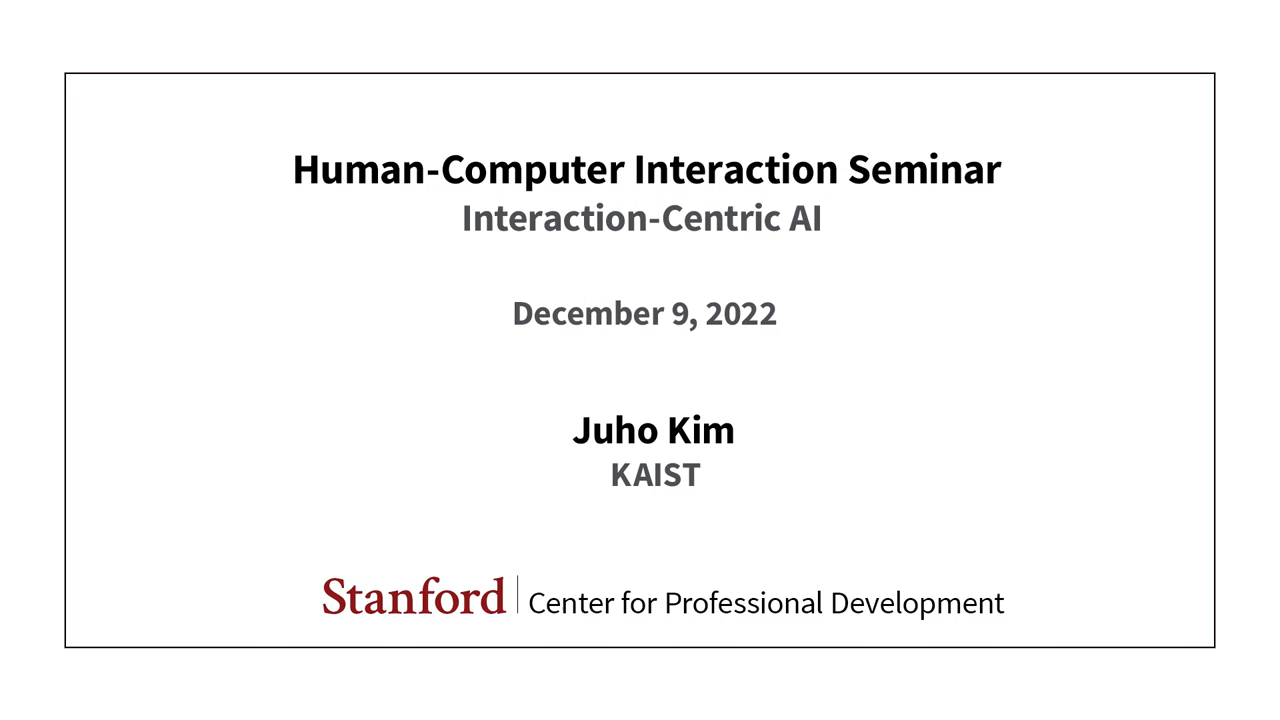 Human-Computer Interaction Seminar
Interaction-Centric AI
December 9, 2022
Juho Kim
KAIST
Stanford Center for Professional Development